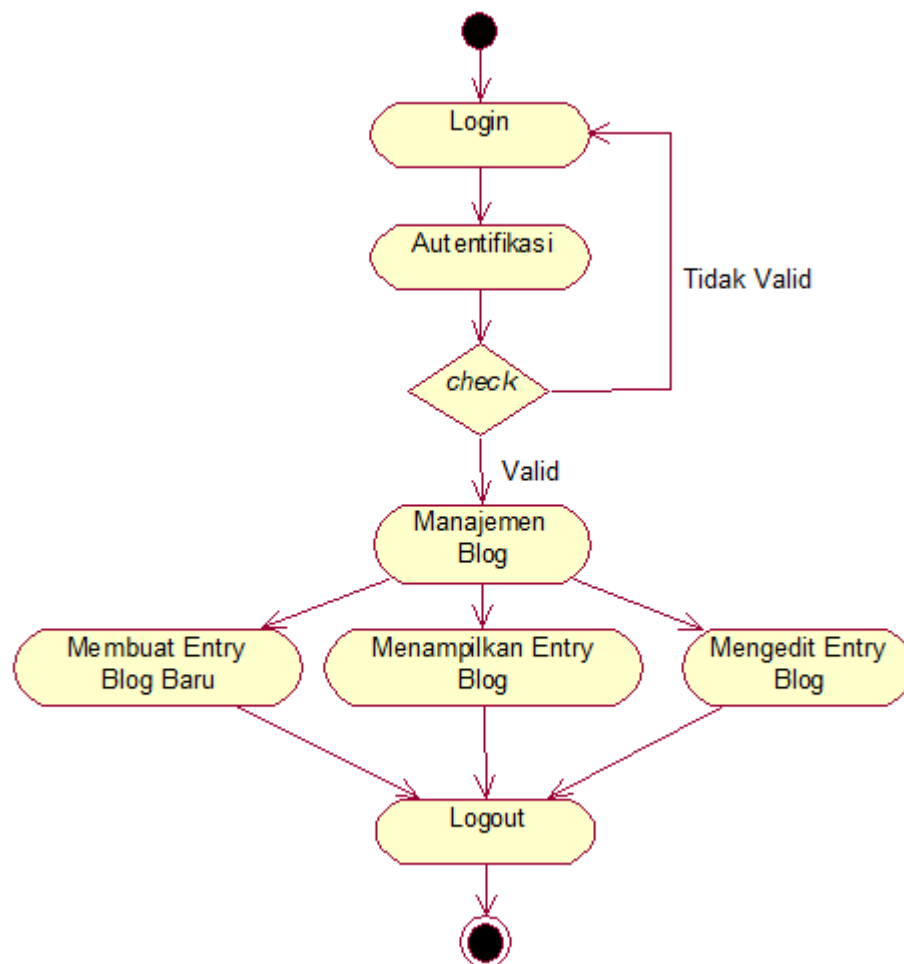 Login
Autentifikasi
Tidak Valid
check
Valid
Manajemen
Blog
Membuat Entry
Blog Baru
Menampilkan Entry
Blog
Mengedit Entry
Blog
Logout